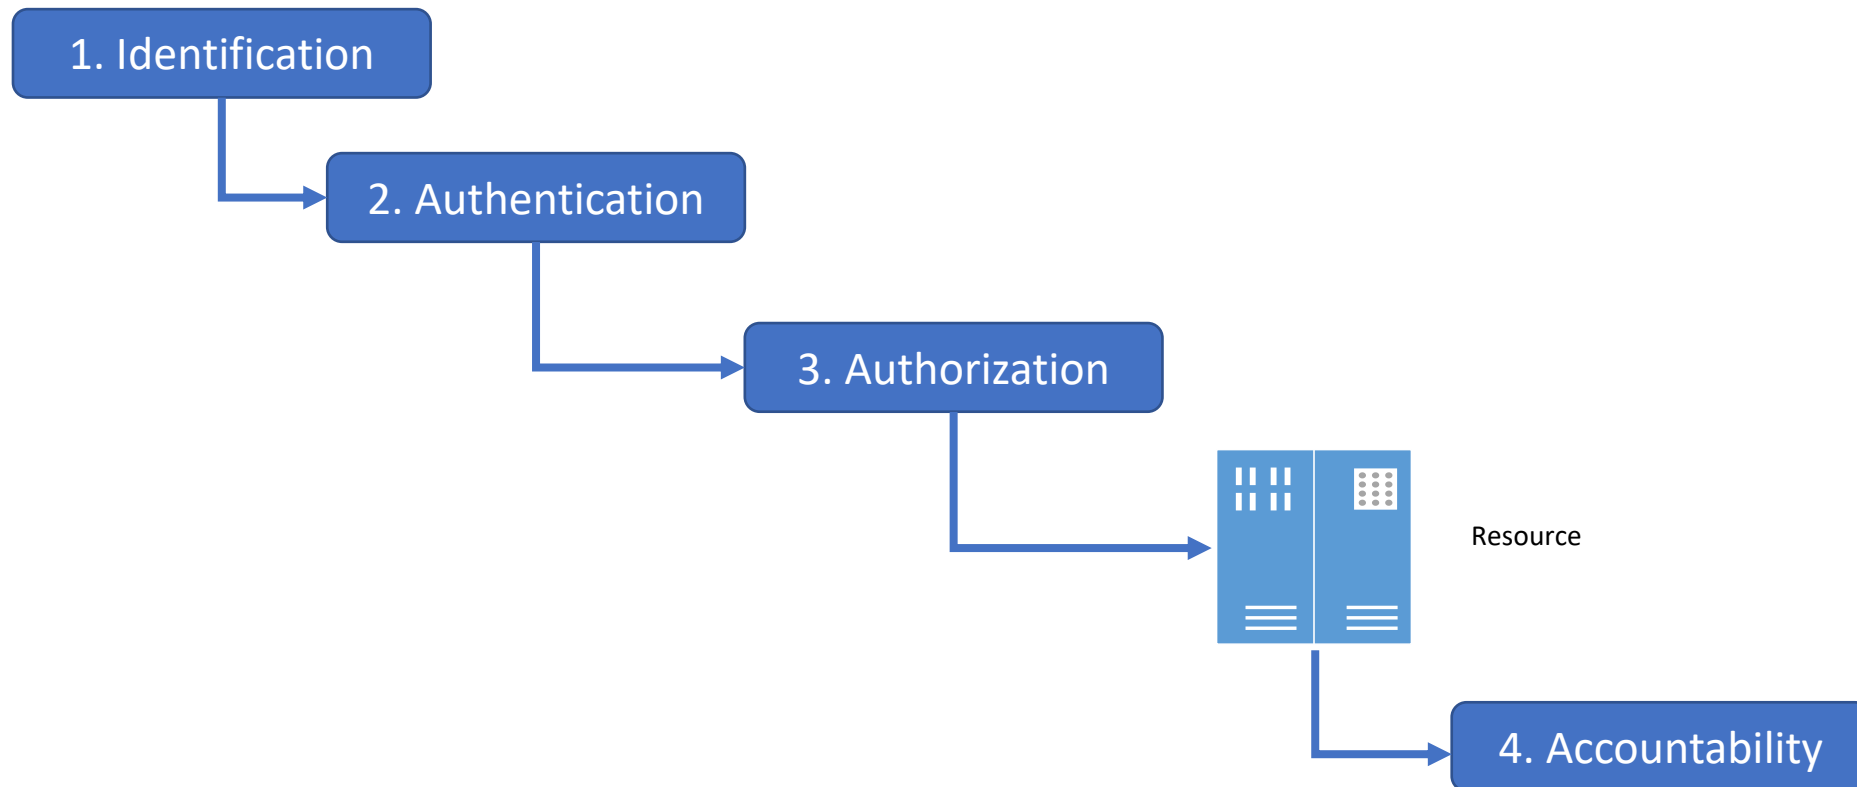 1. Identification
2. Authentication
3. Authorization
Resource
4. Accountability